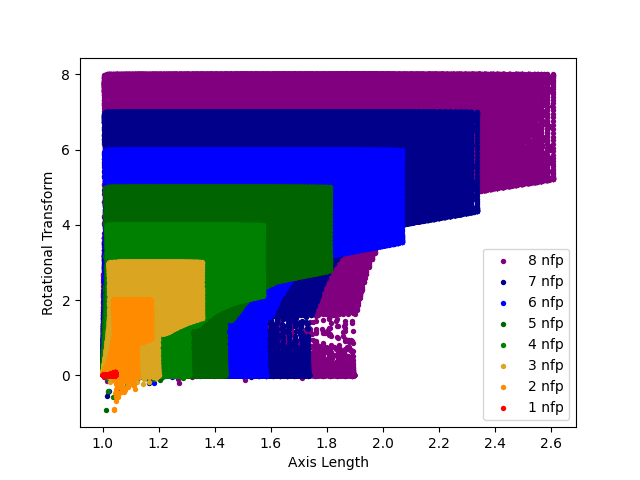 8
6
4
2
0
Rotational Transform
1.0 1.2 1.4 1.6 1.8 2.0 2.2 2.4 2.6
Axis Length
8 nfp
7 nfp
6 nfp
5 nfp
4 nfp
3 nfp
2 nfp
1 nfp